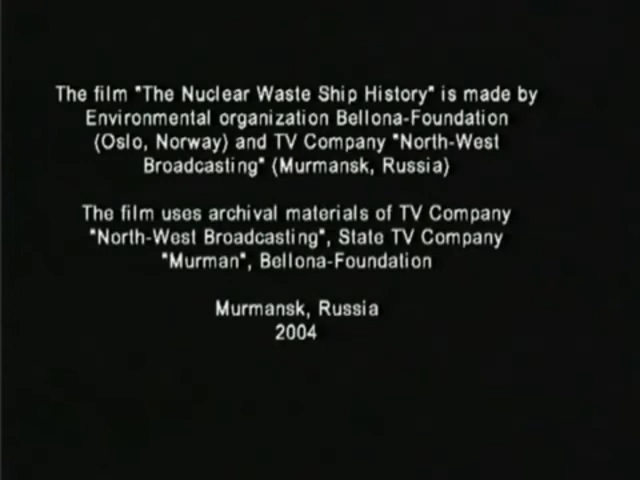 The film "The Nuclear Waste Ship History" is made by
Environmental organization Bellona-Foundation
(Oslo, Norway) and TV Company "North-West
Broadcasting" (Murmansk, Russia)
The film uses archival materials of TV Company
"North-West Broadcasting", State TV Company
"Murman", Bellona-Foundation
Murmansk, Russia
2004